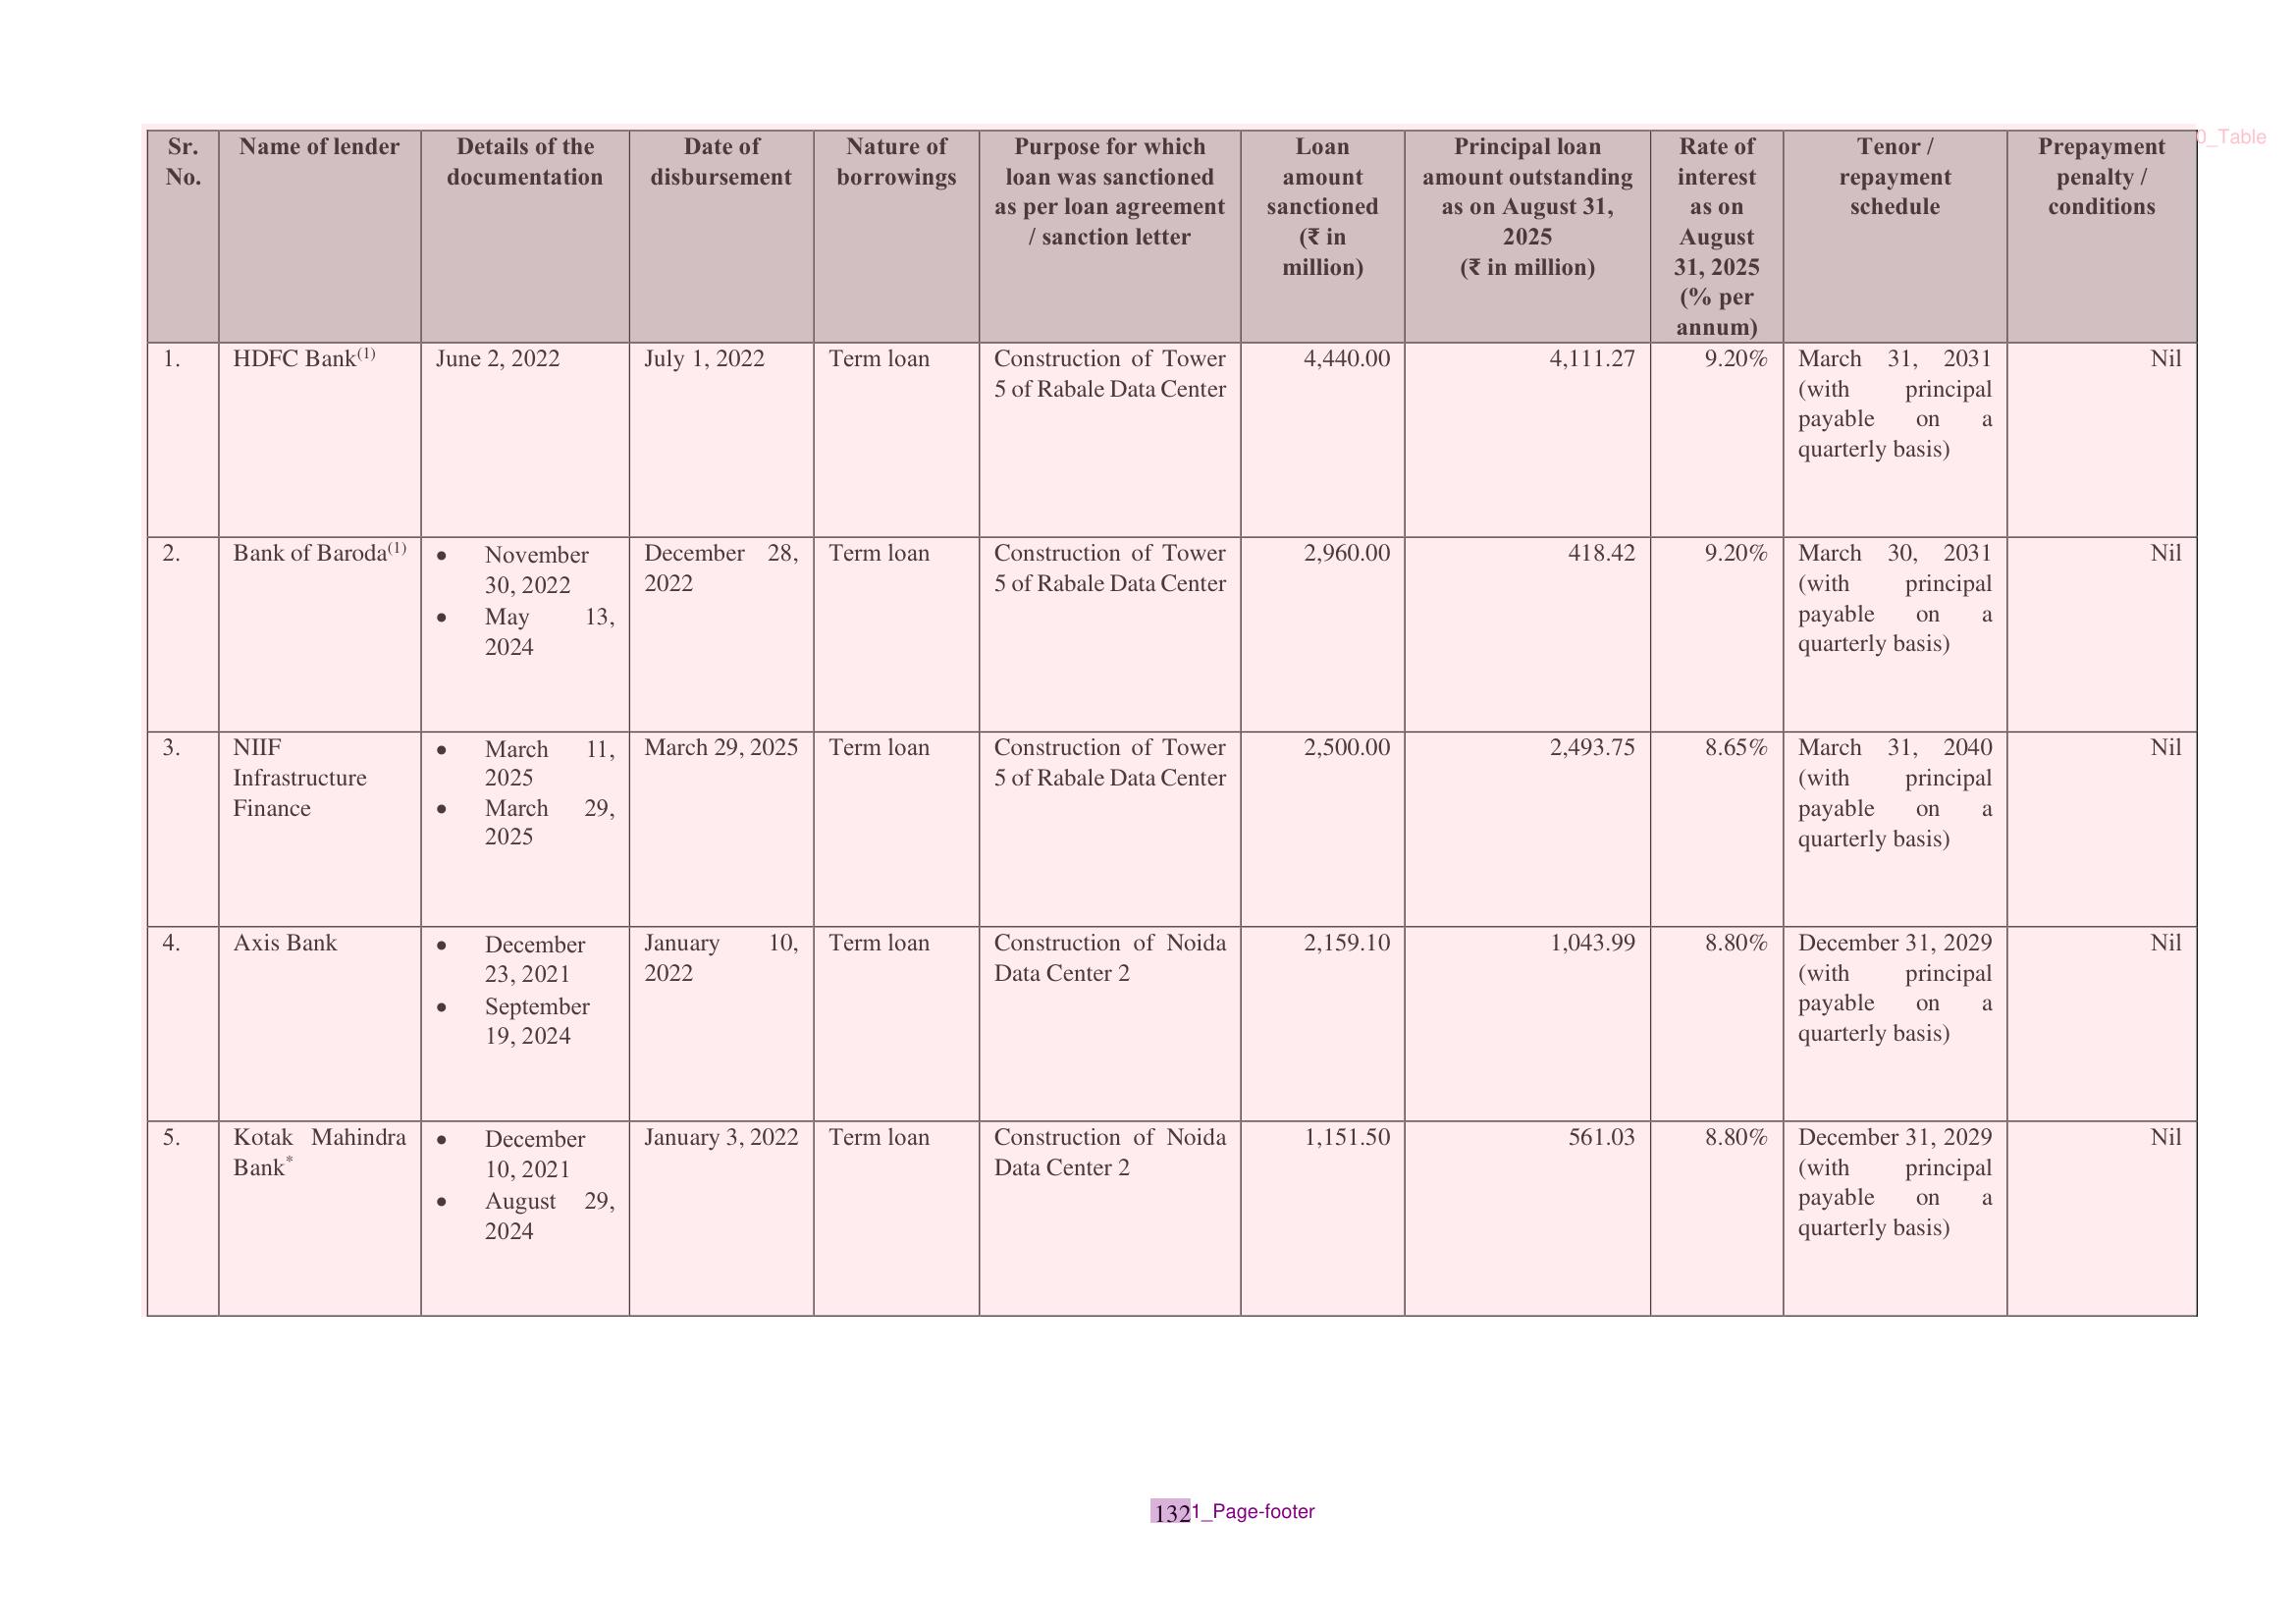 Sr. No.
Name of lender
Details of the documentation
Date of disbursement
Nature of borrowings
Purpose for which loan was sanctioned as per loan agreement / sanction letter
Loan amount sanctioned (₹ in million)
Principal loan amount outstanding as on August 31, 2025 (₹ in million)
Rate of interest as on August 31, 2025 (% per annum)
Tenor / repayment schedule
Prepayment penalty / conditions
0_Table
1.
HDFC Bank(1)
June 2, 2022
July 1, 2022
Term loan
Construction of Tower
5 of Rabale Data Center
4,440.00
4,111.27
9.20%
March 31, 2031
(with principal
payable on a
quarterly basis)
Nil
2.
Bank of Baroda(1)
• November
30, 2022
• May 13,
2024
December 28,
2022
Term loan
Construction of Tower
5 of Rabale Data Center
2,960.00
418.42
9.20%
March 30, 2031
(with principal
payable on a
quarterly basis)
Nil
3.
NIIF
Infrastructure
Finance
• March 11,
2025
• March 29,
2025
March 29, 2025
Term loan
Construction of Tower
5 of Rabale Data Center
2,500.00
2,493.75
8.65%
March 31, 2040
(with principal
payable on a
quarterly basis)
Nil
4.
Axis Bank
• December
23, 2021
• September
19, 2024
January 10,
2022
Term loan
Construction of Noida
Data Center 2
2,159.10
1,043.99
8.80%
December 31, 2029
(with principal
payable on a
quarterly basis)
Nil
5.
Kotak Mahindra
Bank*
• December
10, 2021
• August 29,
2024
January 3, 2022
Term loan
Construction of Noida
Data Center 2
1,151.50
561.03
8.80%
December 31, 2029
(with principal
payable on a
quarterly basis)
Nil
132
1_Page-footer